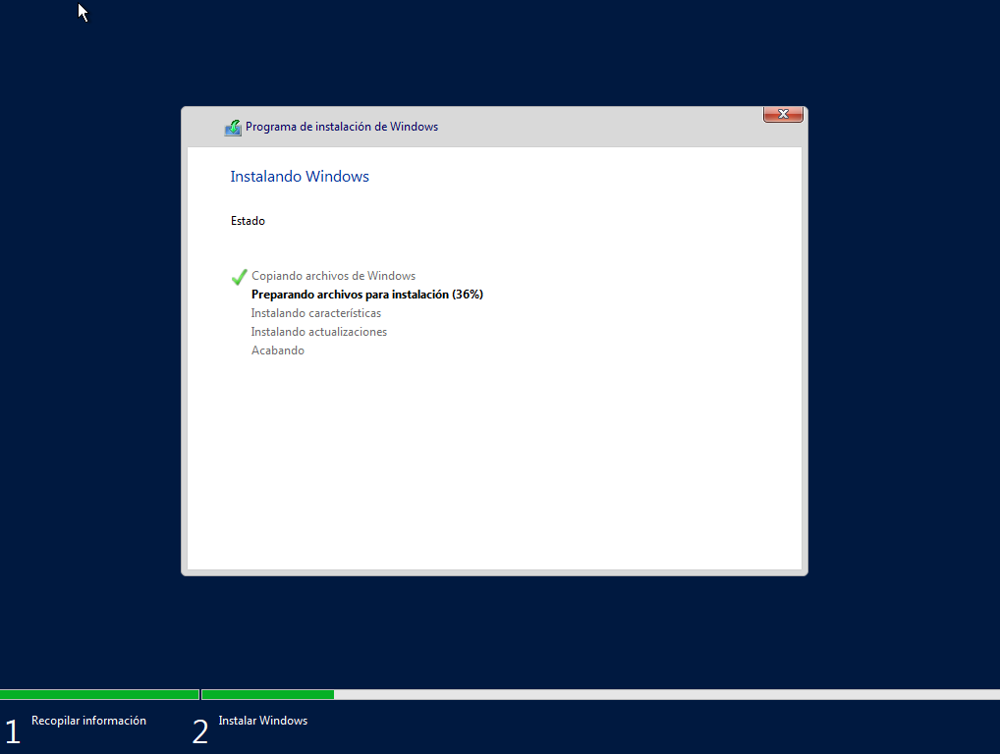 Programa de instalación de Windows
Instalando Windows
Estado
Copiando archivos de Windows
Preparando archivos para instalación (36%)
Instalando características
Instalando actualizaciones
Acabando
1 Recopilar información
2 Instalar Windows